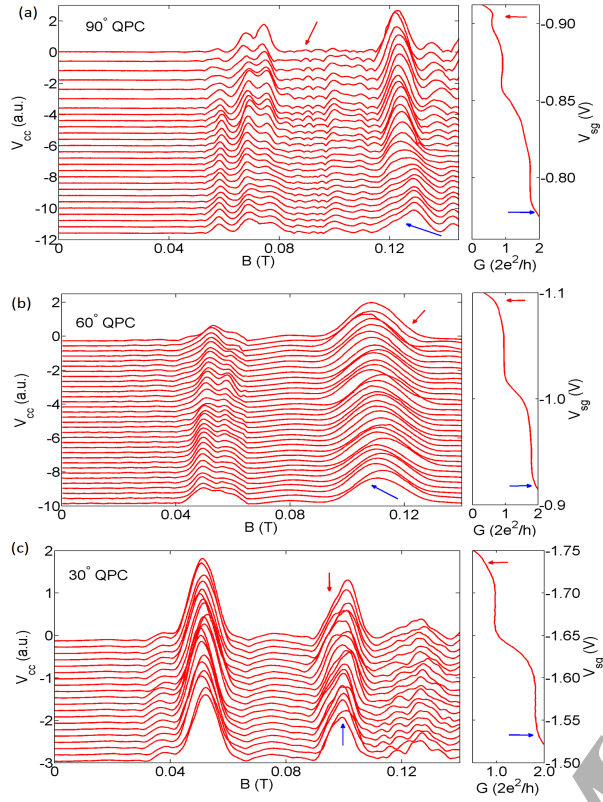 (a)
90° QPC
2
0
-2
-4
-6
-8
-10
-12
V_cc (a.u.)
0
0.04
0.08
0.12
B (T)
-0.90
-0.85
-0.80
V_sg (V)
0
1
2
G (2e²/h)
(b)
60° QPC
2
0
-2
-4
-6
-8
-10
V_cc (a.u.)
0
0.04
0.08
0.12
B (T)
-1.1
-1.0
-0.9
V_sg (V)
0
1
2
G (2e²/h)
(c)
30° QPC
2
1
0
-1
-2
-3
V_cc (a.u.)
0
0.04
0.08
0.12
B (T)
-1.75
-1.70
-1.65
-1.60
-1.55
-1.50
V_sg (V)
1.0
2.0
G (2e²/h)